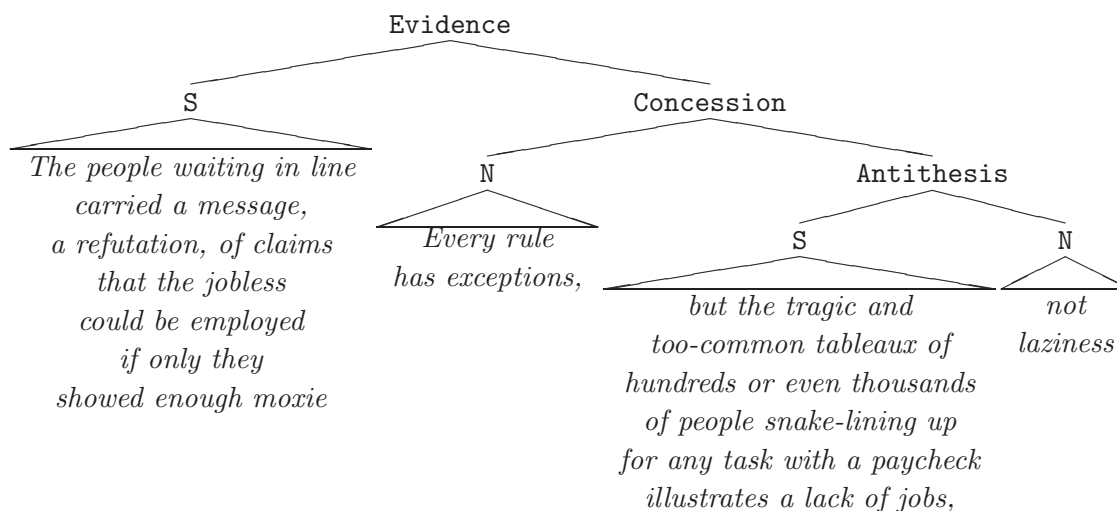 Evidence
S
The people waiting in line
carried a message,
a refutation, of claims
that the jobless
could be employed
if only they
showed enough moxie
Concession
N
Every rule
has exceptions,
Antithesis
S
but the tragic and
too-common tableaux of
hundreds or even thousands
of people snake-lining up
for any task with a paycheck
illustrates a lack of jobs,
N
not
laziness